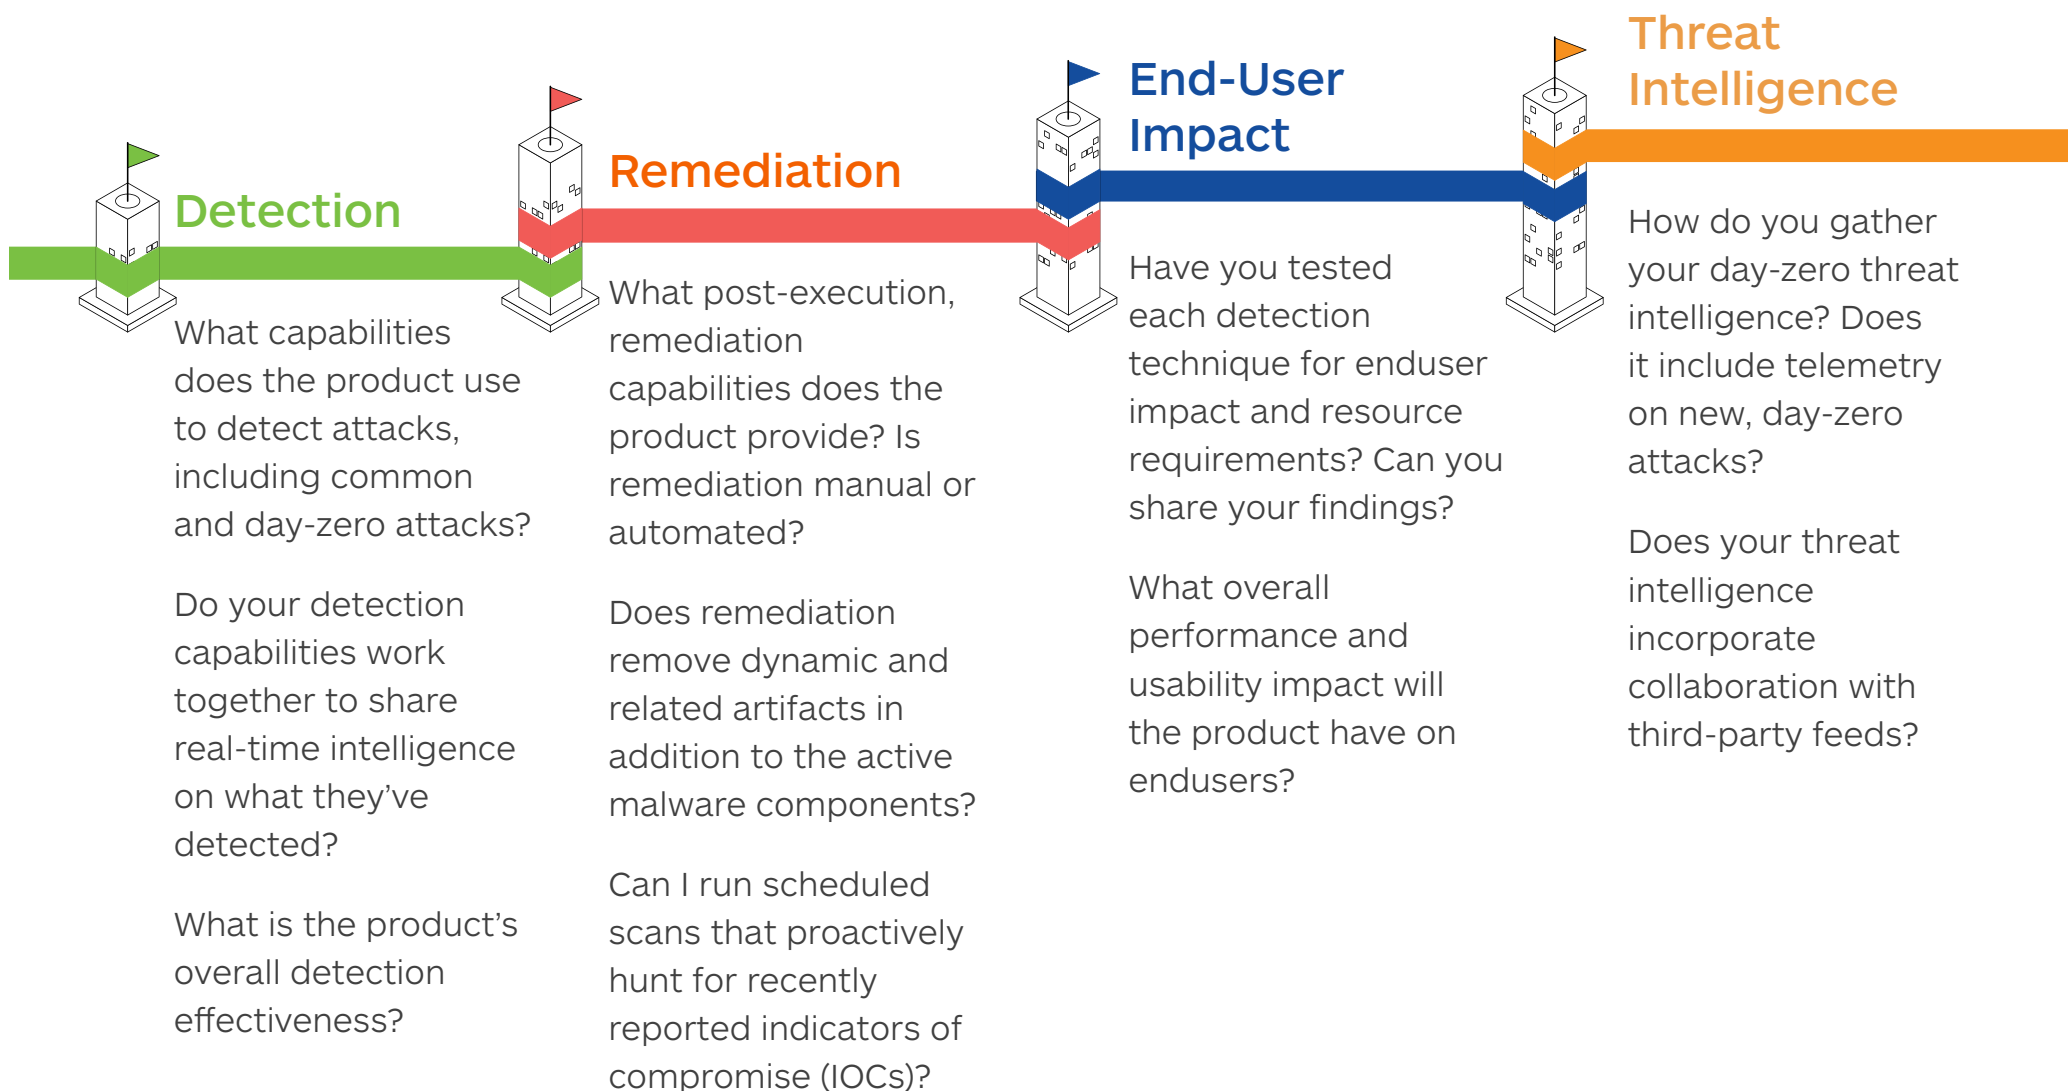 Detection
What capabilities
does the product use
to detect attacks,
including common
and day-zero attacks?
Do your detection
capabilities work
together to share
real-time intelligence
on what they’ve
detected?
What is the product’s
overall detection
effectiveness?
Remediation
What post-execution,
remediation
capabilities does the
product provide? Is
remediation manual or
automated?
Does remediation
remove dynamic and
related artifacts in
addition to the active
malware components?
Can I run scheduled
scans that proactively
hunt for recently
reported indicators of
compromise (IOCs)?
End-User
Impact
Have you tested
each detection
technique for enduser
impact and resource
requirements? Can you
share your findings?
What overall
performance and
usability impact will
the product have on
endusers?
Threat
Intelligence
How do you gather
your day-zero threat
intelligence? Does
it include telemetry
on new, day-zero
attacks?
Does your threat
intelligence
incorporate
collaboration with
third-party feeds?